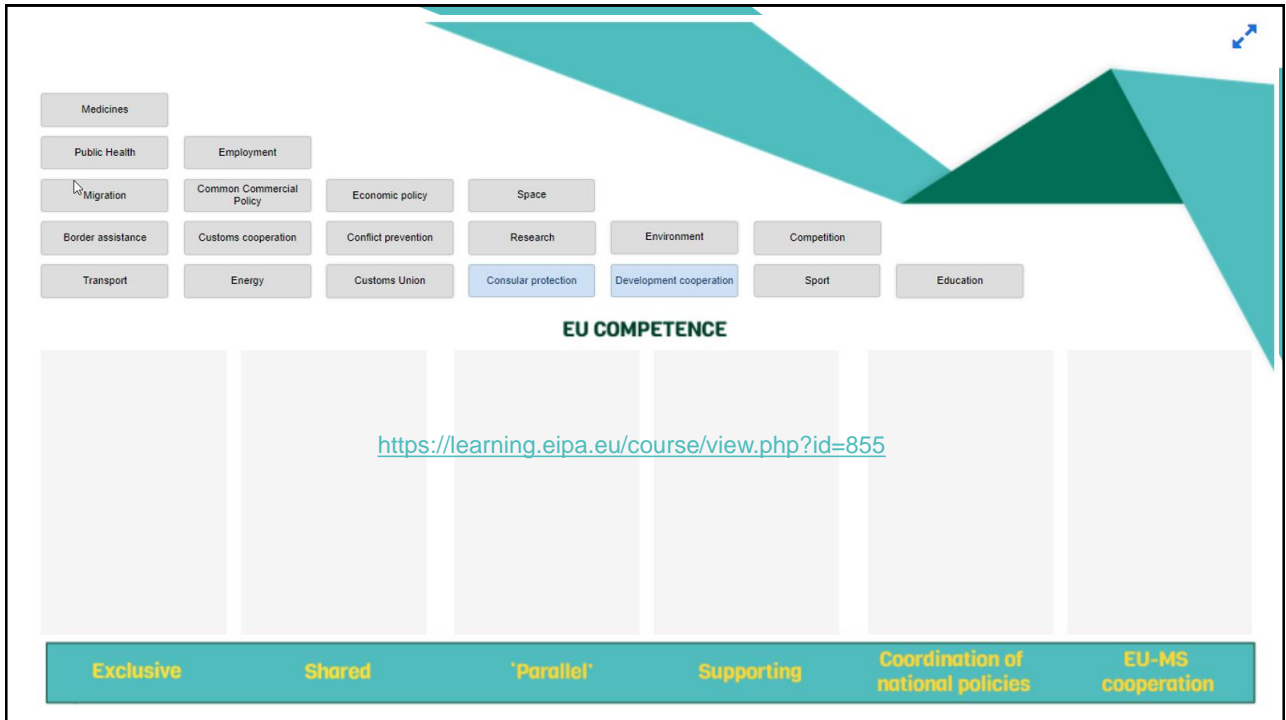 Medicines
Public Health
Employment
Migration
Common Commercial
Policy
Economic policy
Space
Border assistance
Customs cooperation
Conflict prevention
Research
Environment
Competition
Transport
Energy
Customs Union
Consular protection
Development cooperation
Sport
Education
EU COMPETENCE
https://learning.eipa.eu/course/view.php?id=855
Exclusive
Shared
‘Parallel’
Supporting
Coordination of
national policies
EU-MS
cooperation